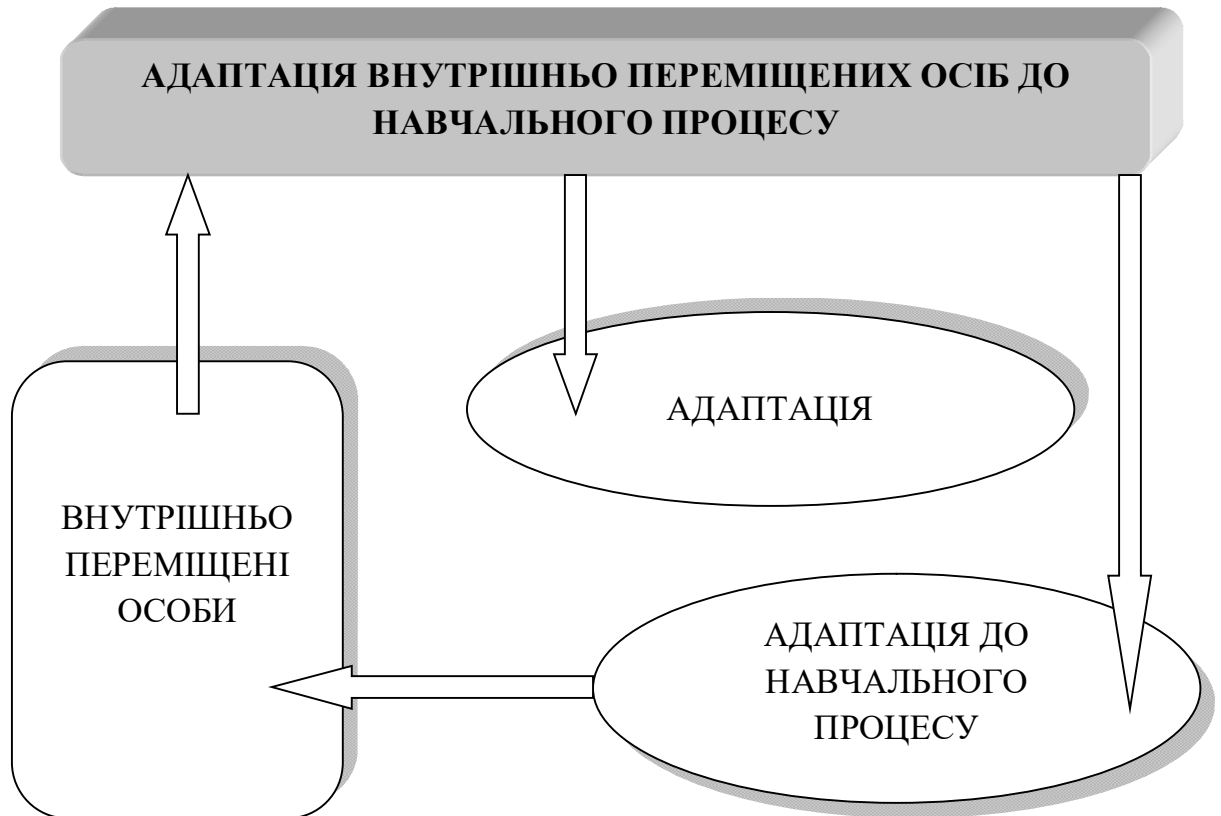 АДАПТАЦІЯ ВНУТРІШНЬО ПЕРЕМІЩЕНИХ ОСІБ ДО
НАВЧАЛЬНОГО ПРОЦЕСУ
АДАПТАЦІЯ
ВНУТРІШНЬО
ПЕРЕМІЩЕНІ
ОСОБИ
АДАПТАЦІЯ ДО
НАВЧАЛЬНОГО
ПРОЦЕСУ